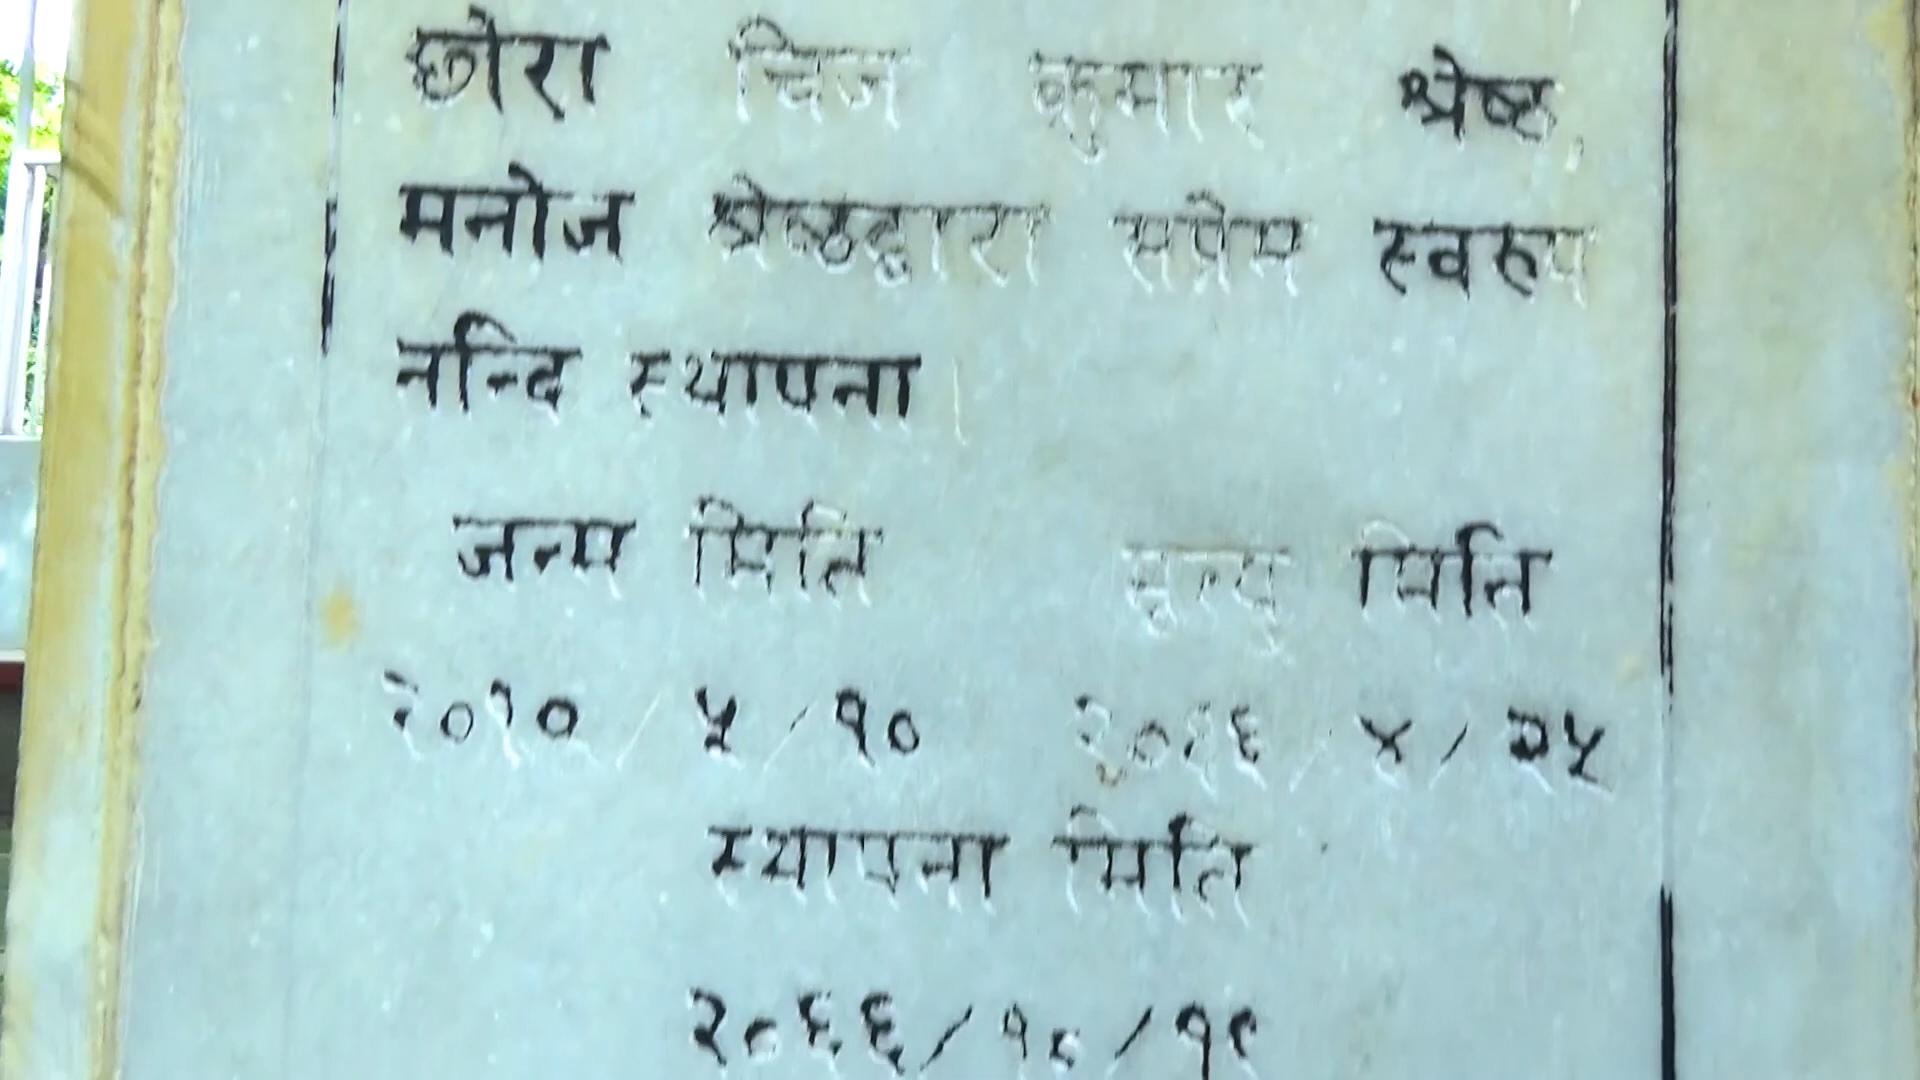 छोरा चिज कुमार श्रेष्ठ,
मनोज श्रेष्ठद्वारा सप्रेम स्वरुप
नन्दि स्थापना ।
जन्म मिति मृत्यु मिति
२०१०/५/१० २०६६/४/२५
स्थापना मिति
२०६६/१०/१९